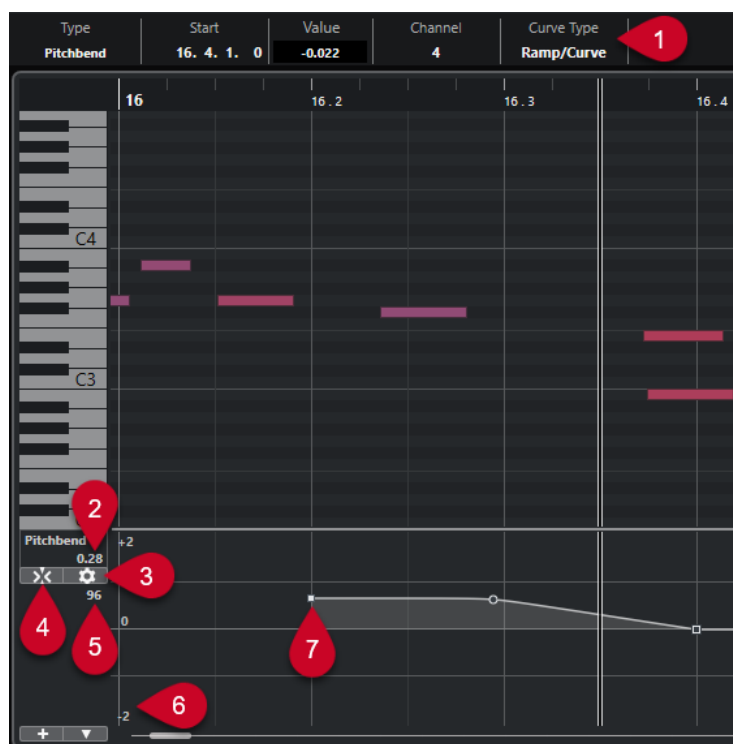 Type Start Value Channel Curve Type
Pitchbend 16. 4. 1. 0 -0.022 4 Ramp/Curve
1
16 16.2 16.3 16.4
C4
C3
2
Pitchbend +2
0.28
3
96
0
4 5 7
6
-2